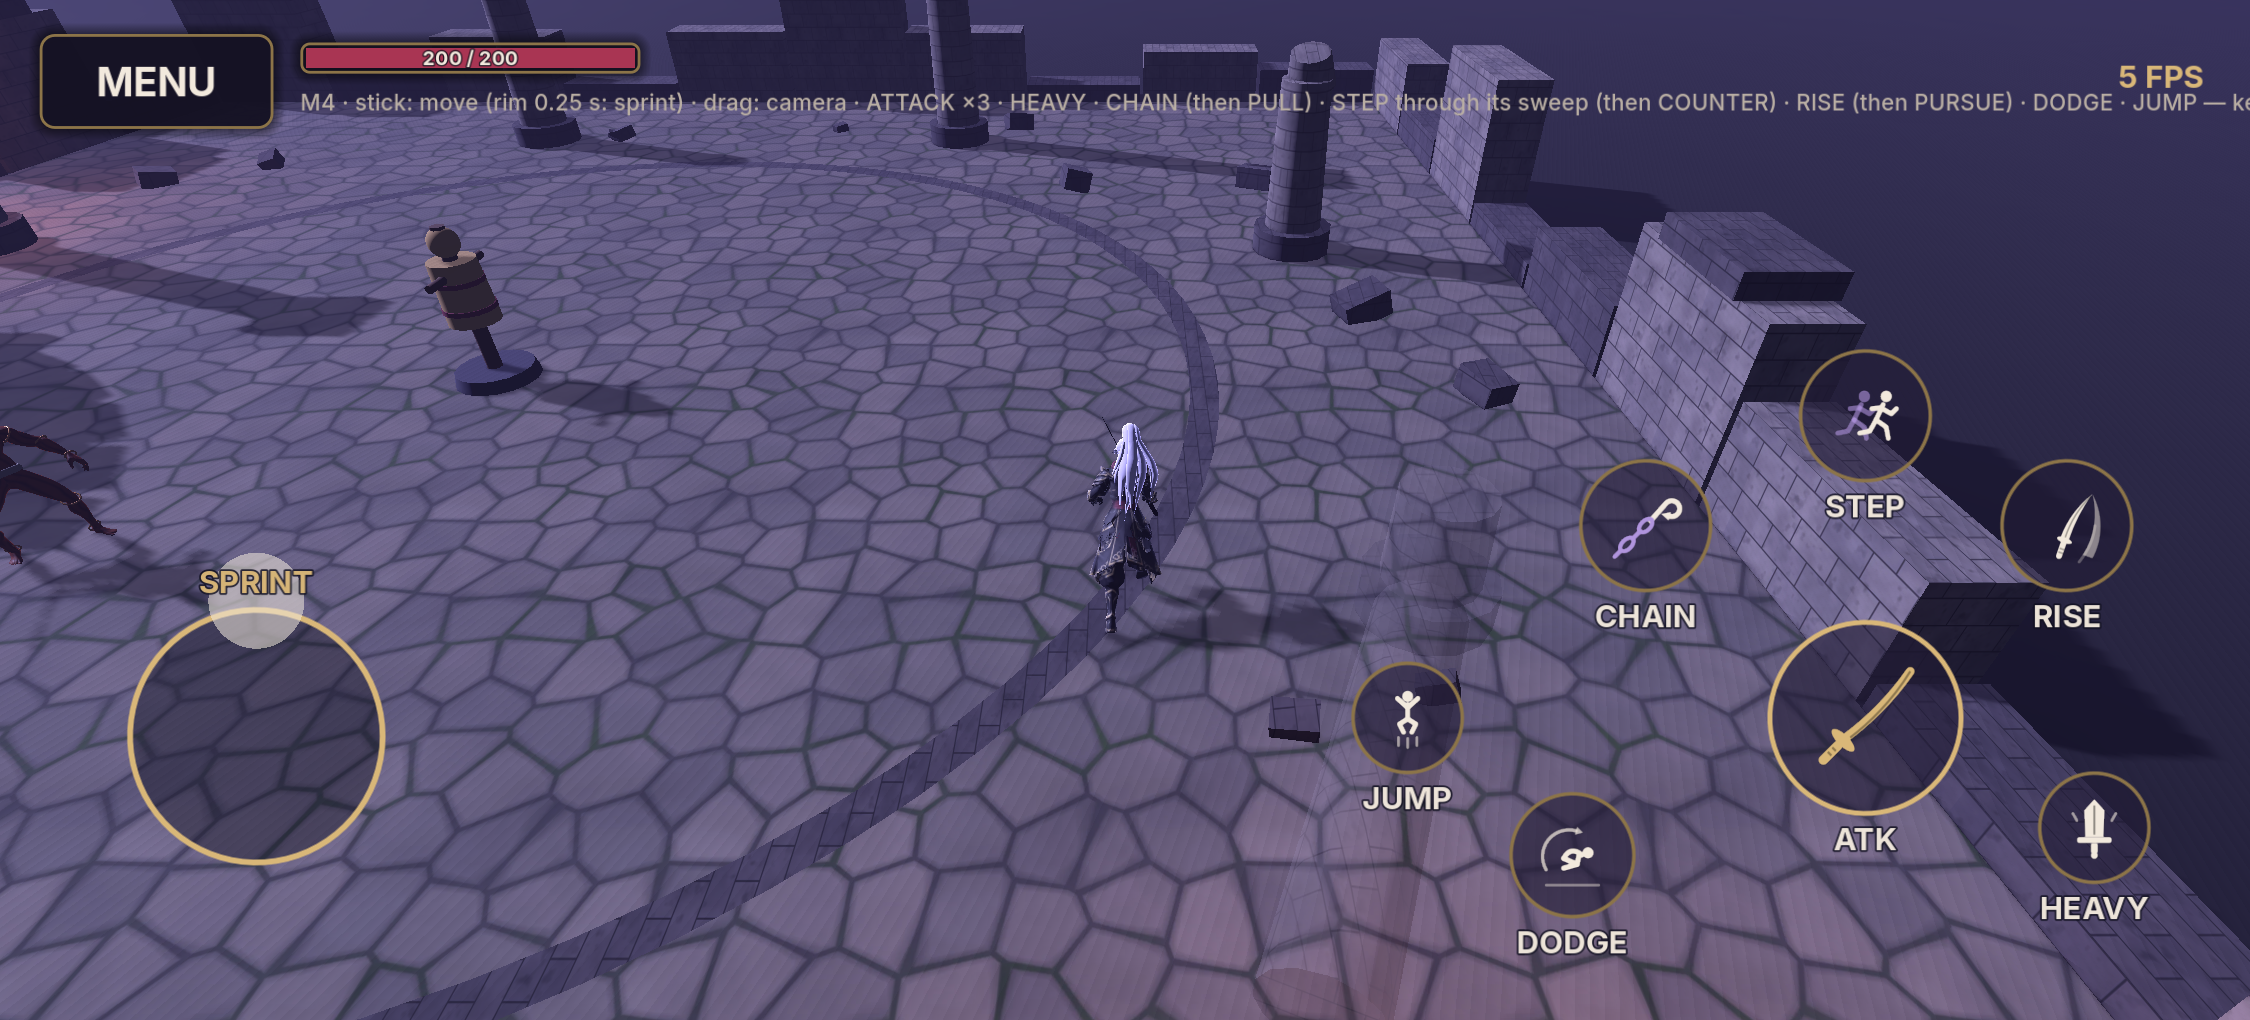 MENU
200 / 200
5 FPS
M4 · stick: move (rim 0.25 s: sprint) · drag: camera · ATTACK ×3 · HEAVY · CHAIN (then PULL) · STEP through its sweep (then COUNTER) · RISE (then PURSUE) · DODGE · JUMP —
STEP
SPRINT
CHAIN
RISE
JUMP
ATK
HEAVY
DODGE